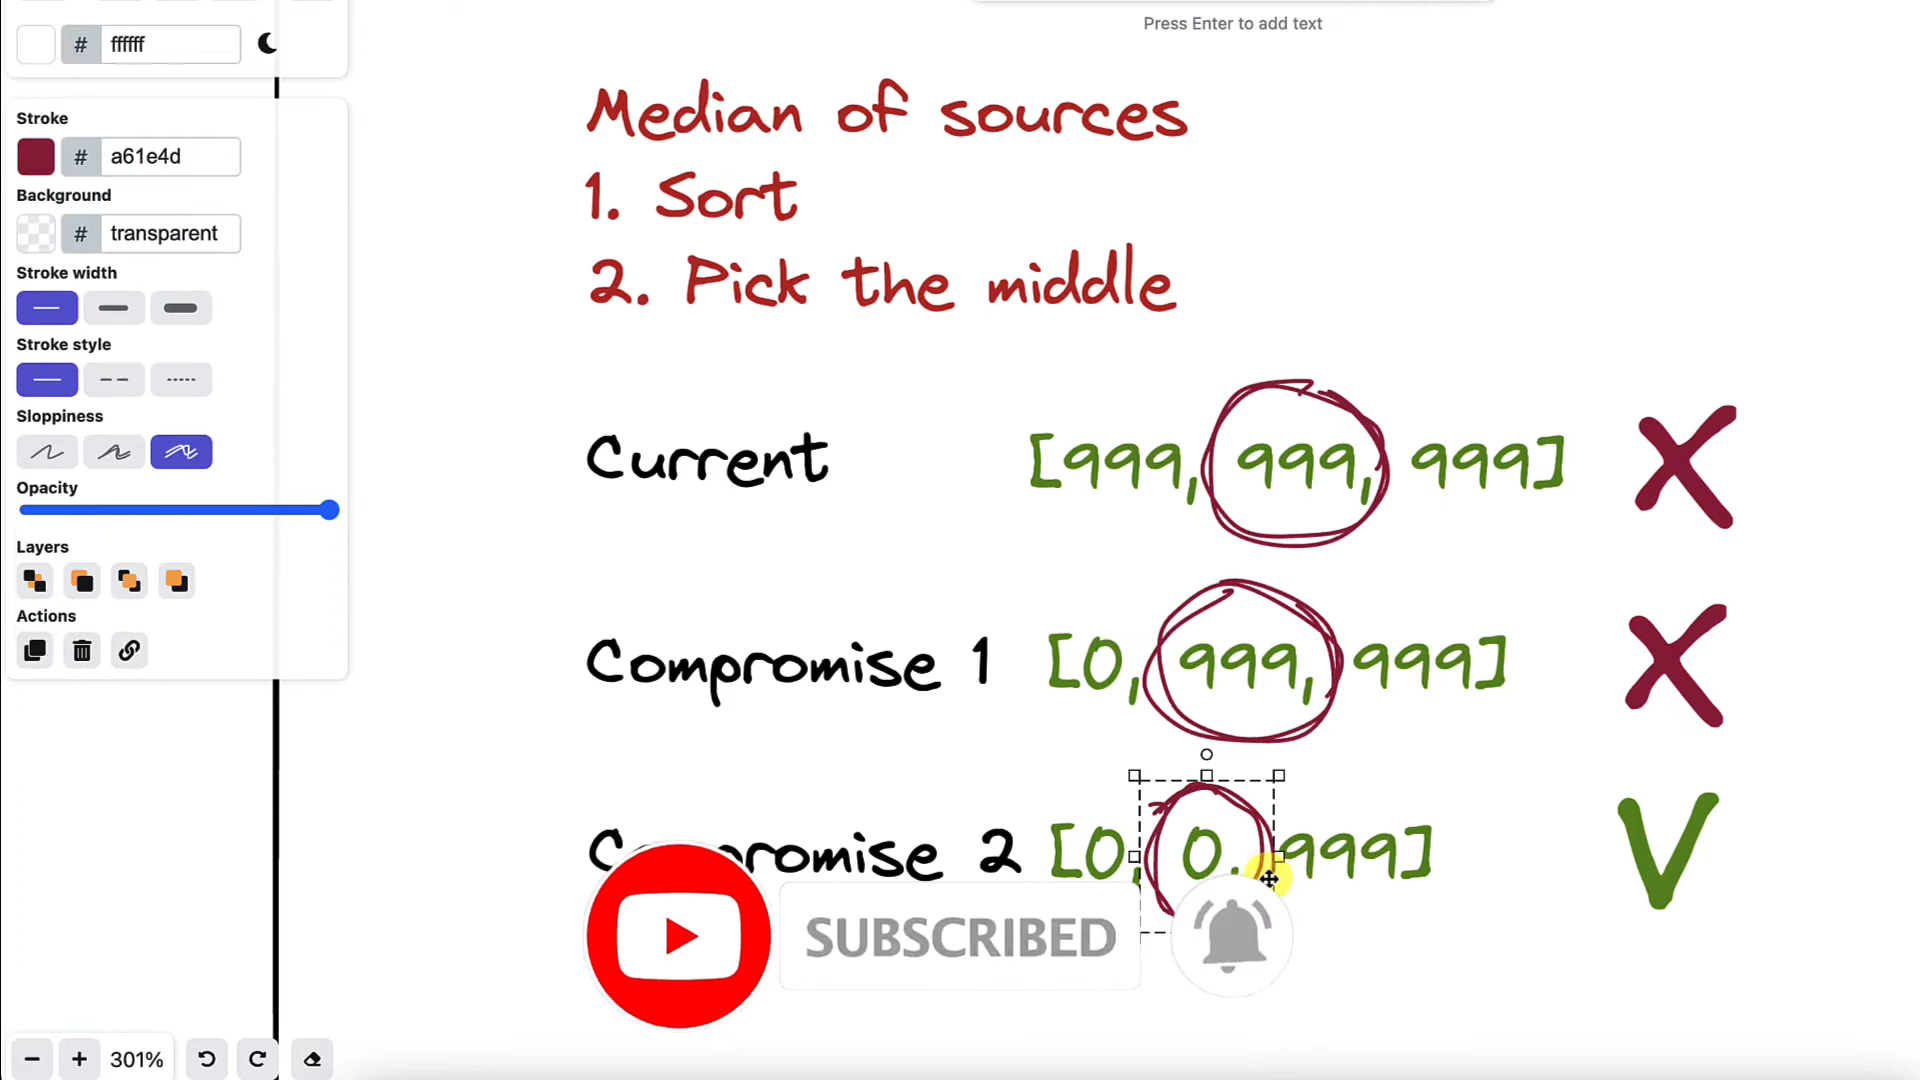 # ffffff
Press Enter to add text
Stroke
# a61e4d
Background
# transparent
Stroke width
Stroke style
Sloppiness
Opacity
Layers
Actions
301%
Median of sources
1. Sort
2. Pick the middle
Current [999, 999, 999] X
Compromise 1 [0, 999, 999] X
Compromise 2 [0, 0, 999] V
SUBSCRIBED